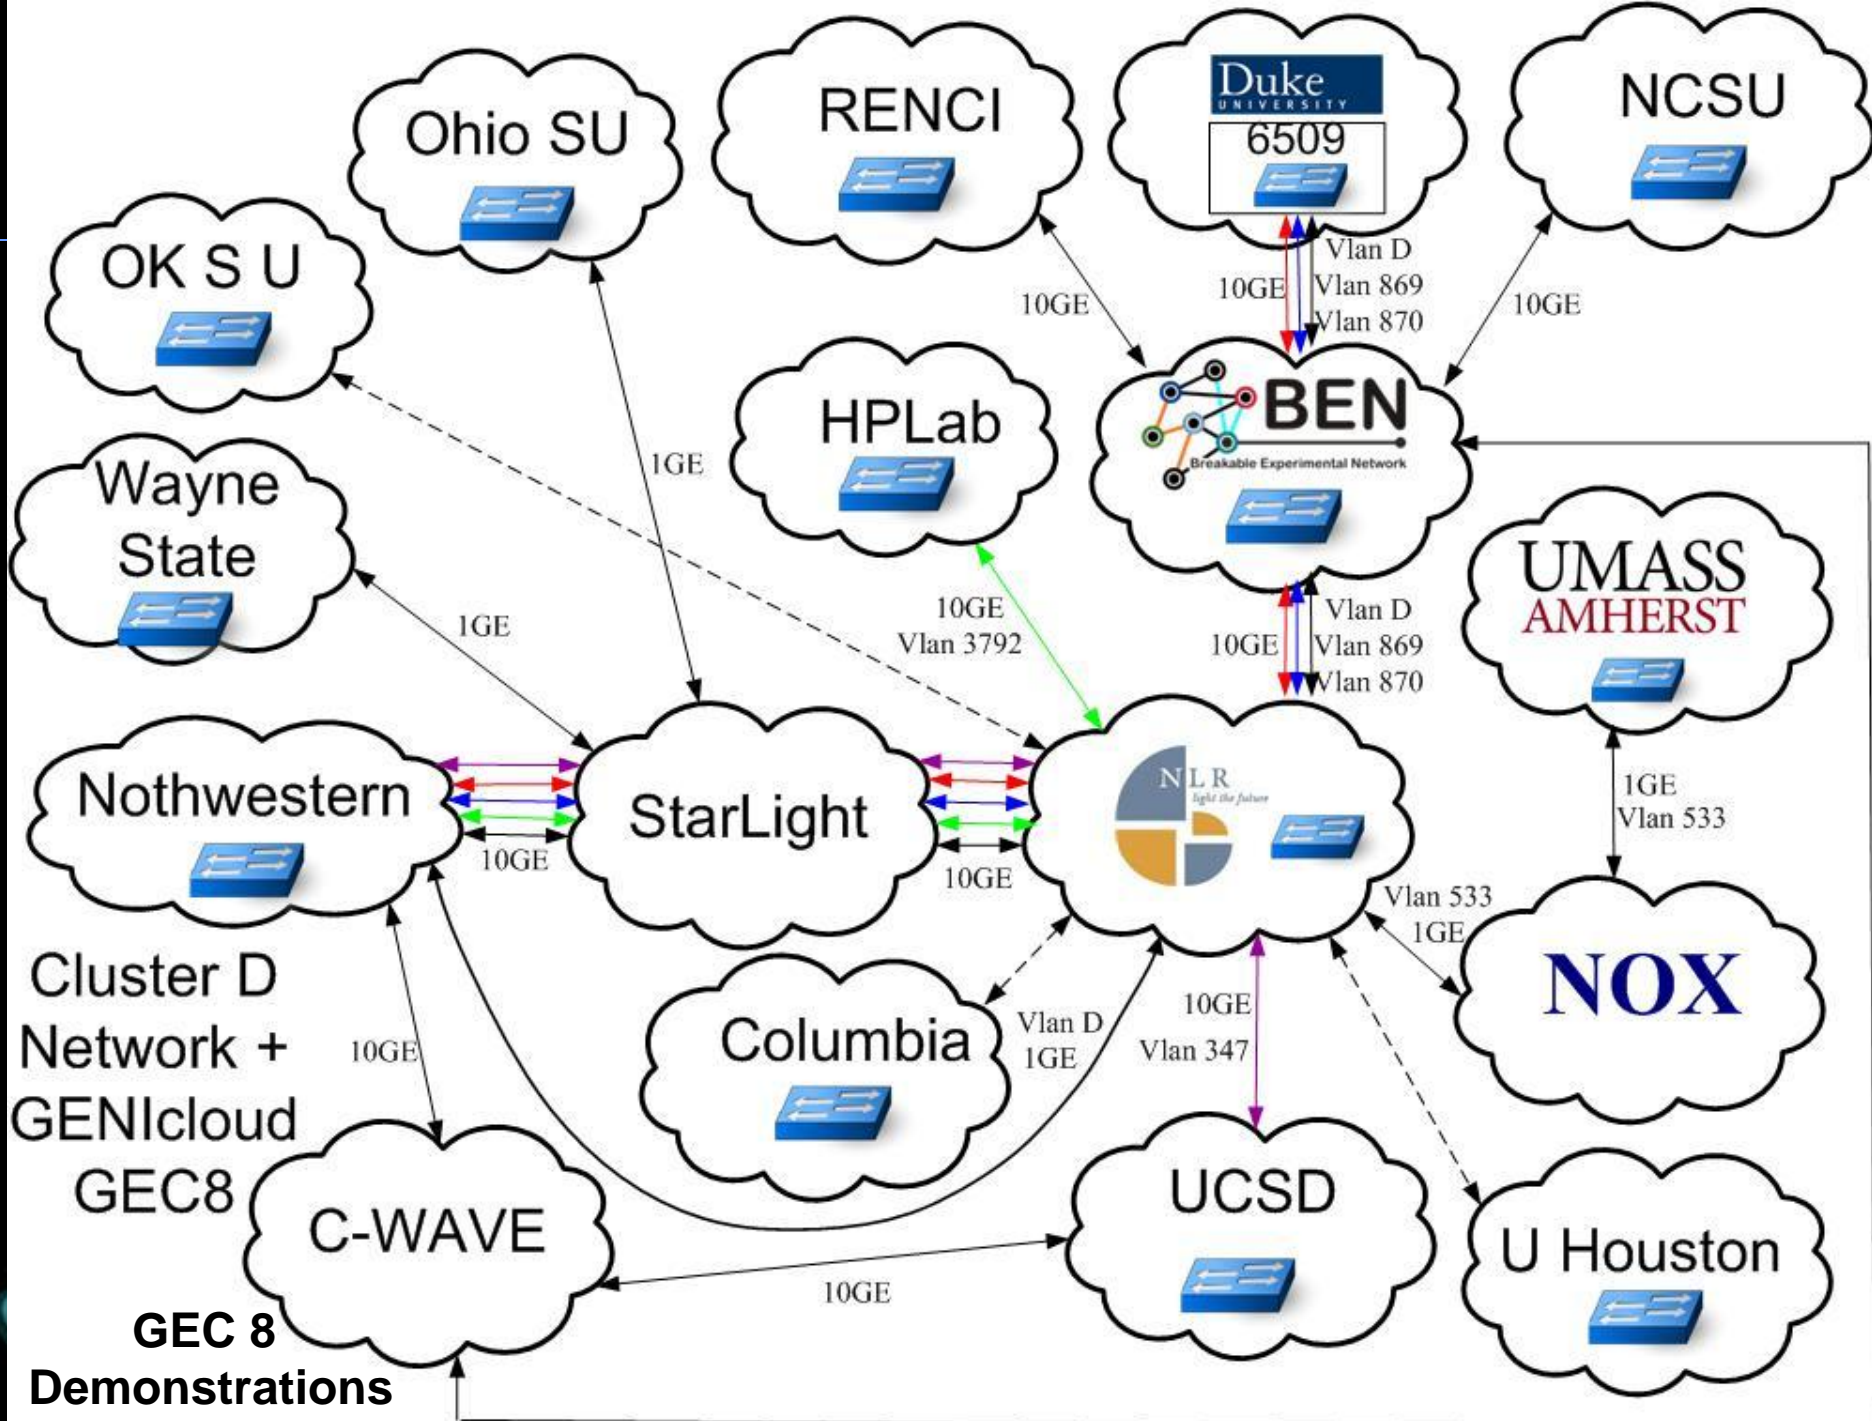 RENCI
Duke
UNIVERSITY
6509
NCSU
Ohio SU
OK S U
Vlan D
10GE
Vlan 869
Vlan 870
10GE
10GE
HPLab
BEN
Breakable Experimental Network
1GE
Wayne
State
UMASS
AMHERST
10GE
Vlan 3792
1GE
Vlan D
10GE
Vlan 869
Vlan 870
Nothwestern
StarLight
NLR
light the future
1GE
Vlan 533
10GE
10GE
Vlan 533
1GE
NOX
Cluster D
Network +
GENIcloud
GEC8
10GE
Columbia
Vlan D
1GE
10GE
Vlan 347
C-WAVE
UCSD
U Houston
10GE
GEC 8
Demonstrations